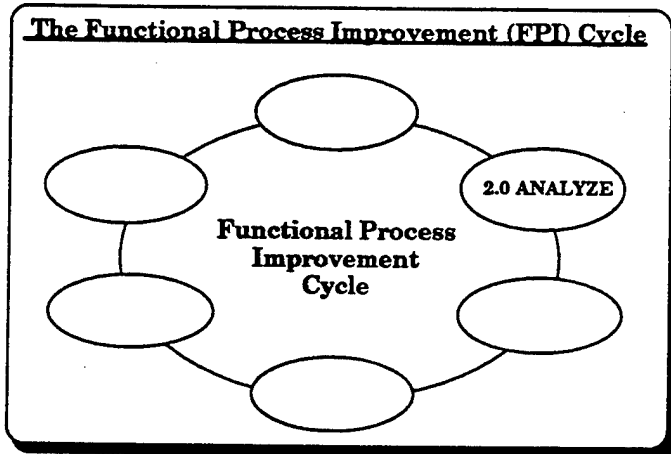 The Functional Process Improvement (FPI) Cycle
2.0 ANALYZE
Functional Process
Improvement
Cycle